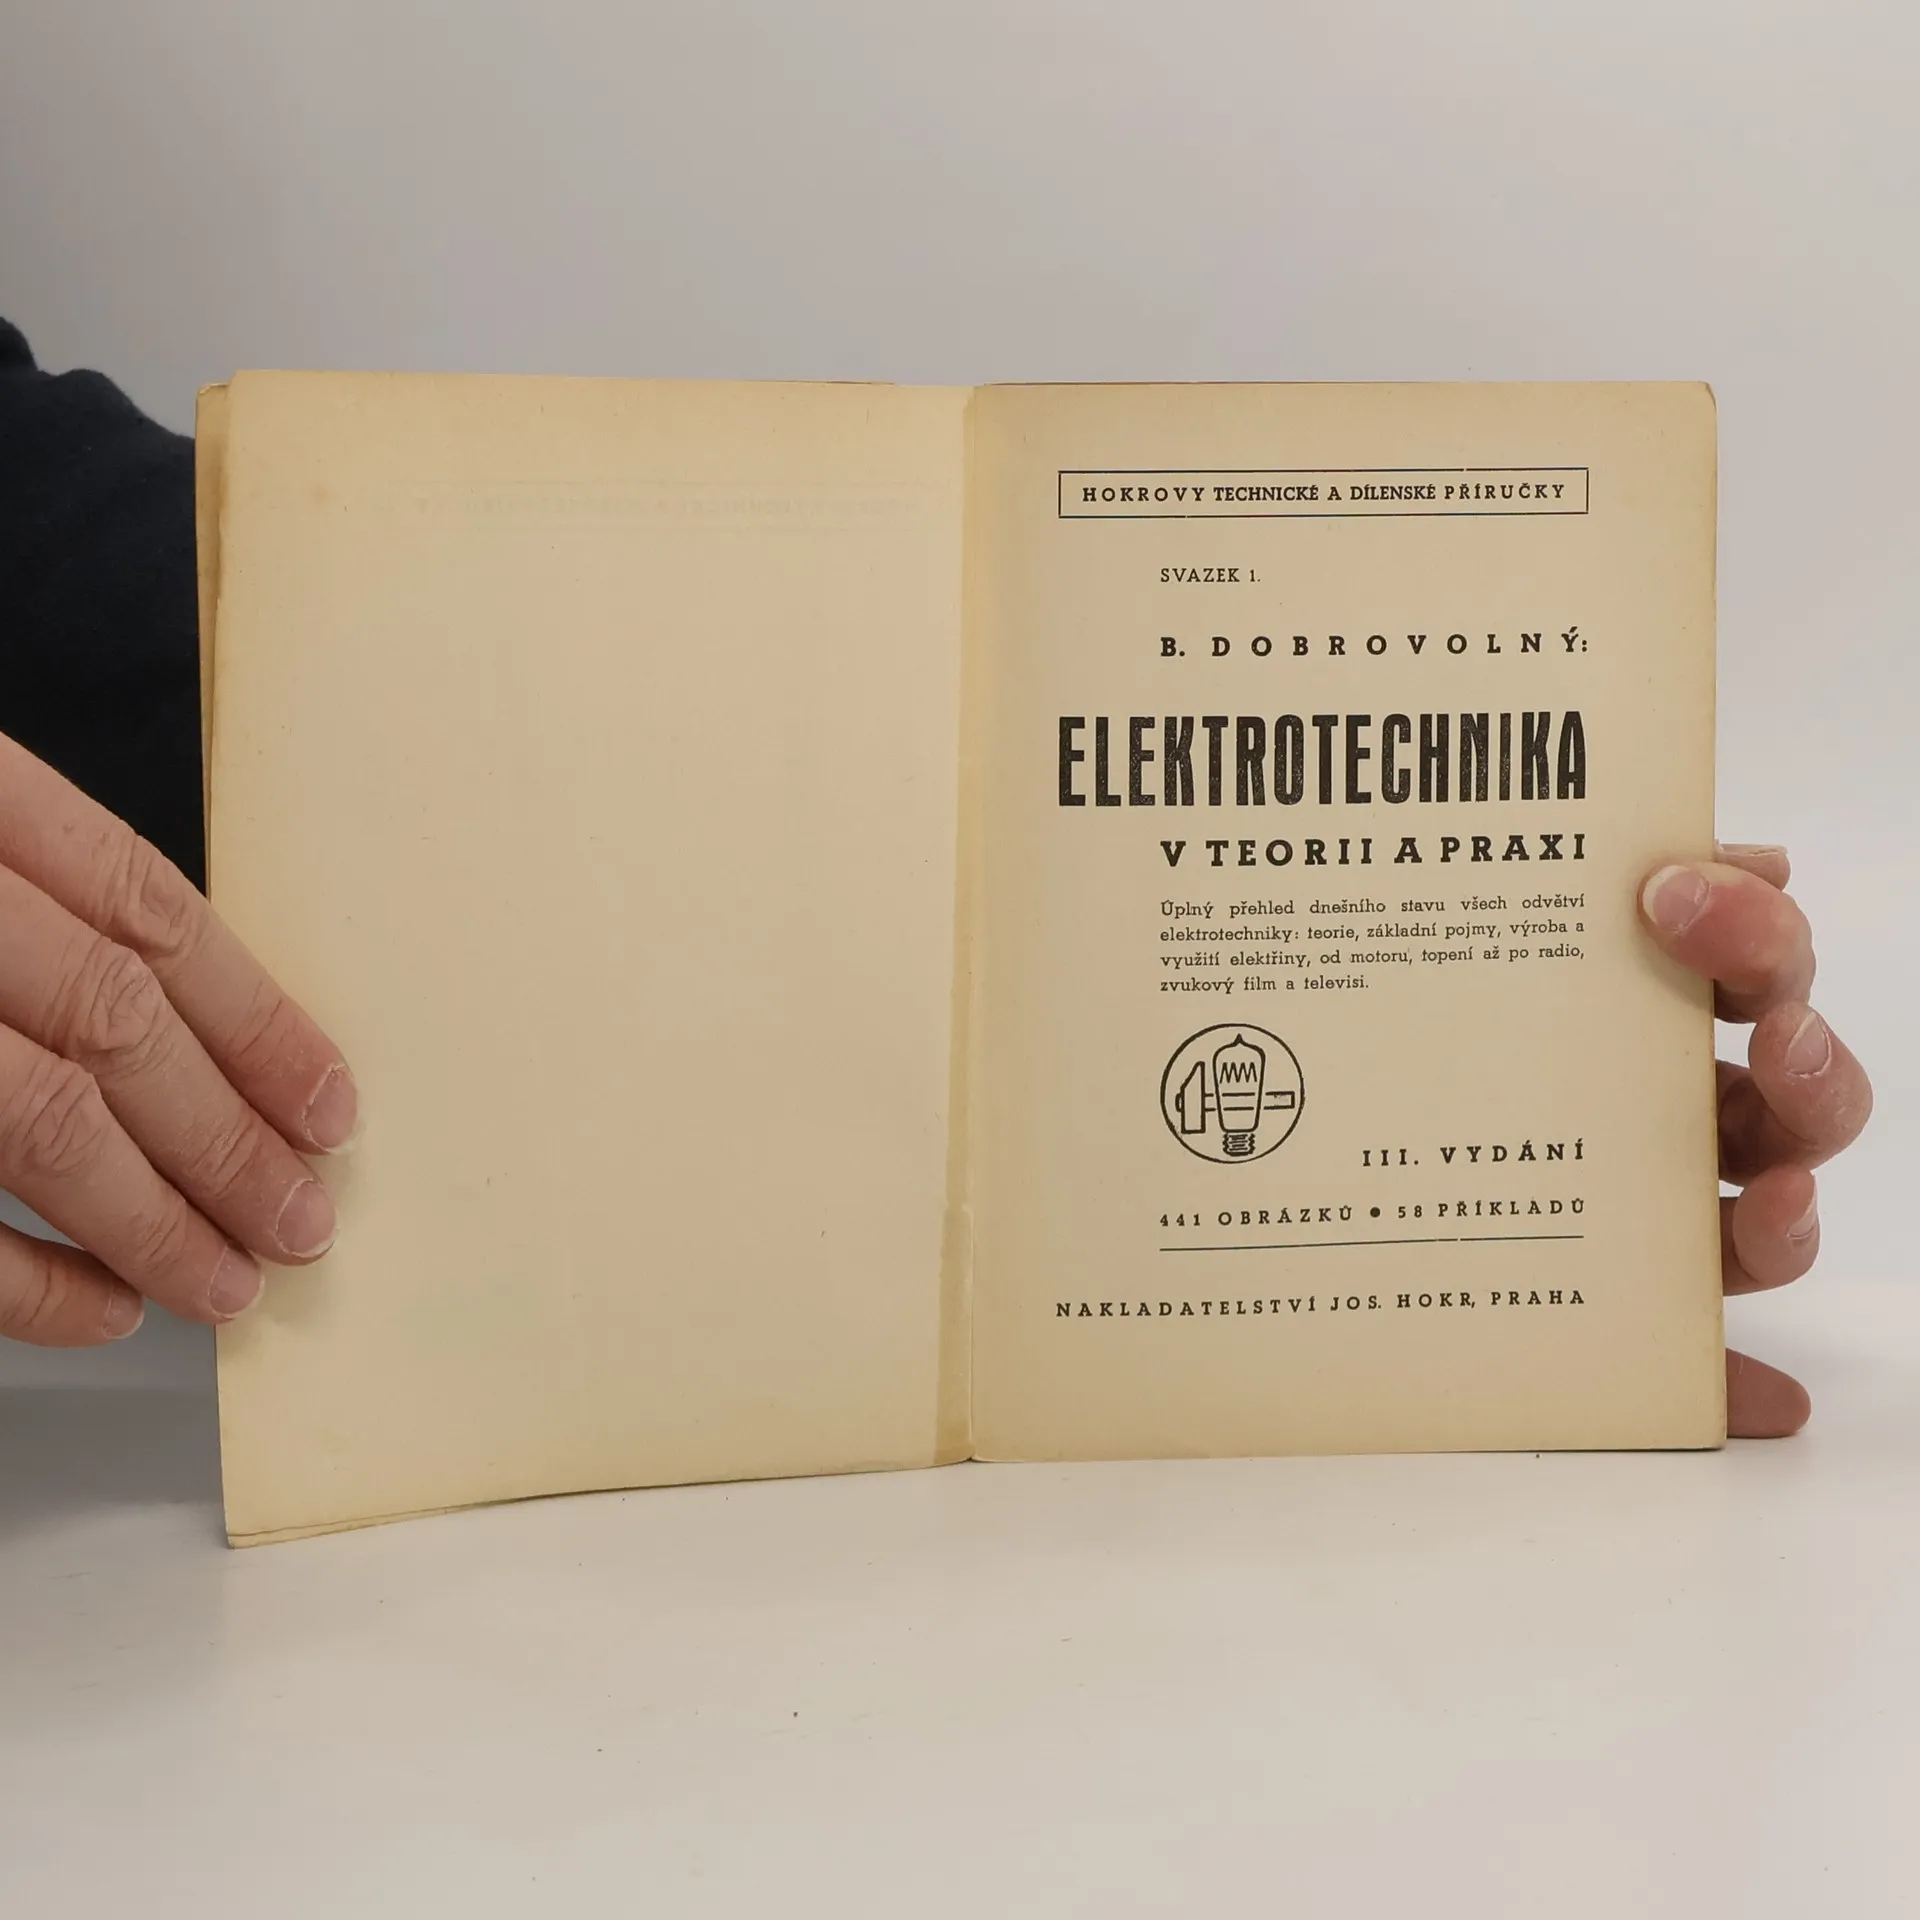 HOKROVY TECHNICKÉ A DÍLENSKÉ PŘÍRUČKY
SVAZEK 1.
B. DOBROVOLNÝ:
ELEKTROTECHNIKA
V TEORII A PRAXI
Úplný přehled dnešního stavu všech odvětví
elektrotechniky: teorie, základní pojmy, výroba a
využití elektřiny, od motoru, topení až po radio,
zvukový film a televisi.
III. VYDÁNÍ
441 OBRÁZKŮ • 58 PŘÍKLADŮ
NAKLADATELSTVÍ JOS. HOKR, PRAHA